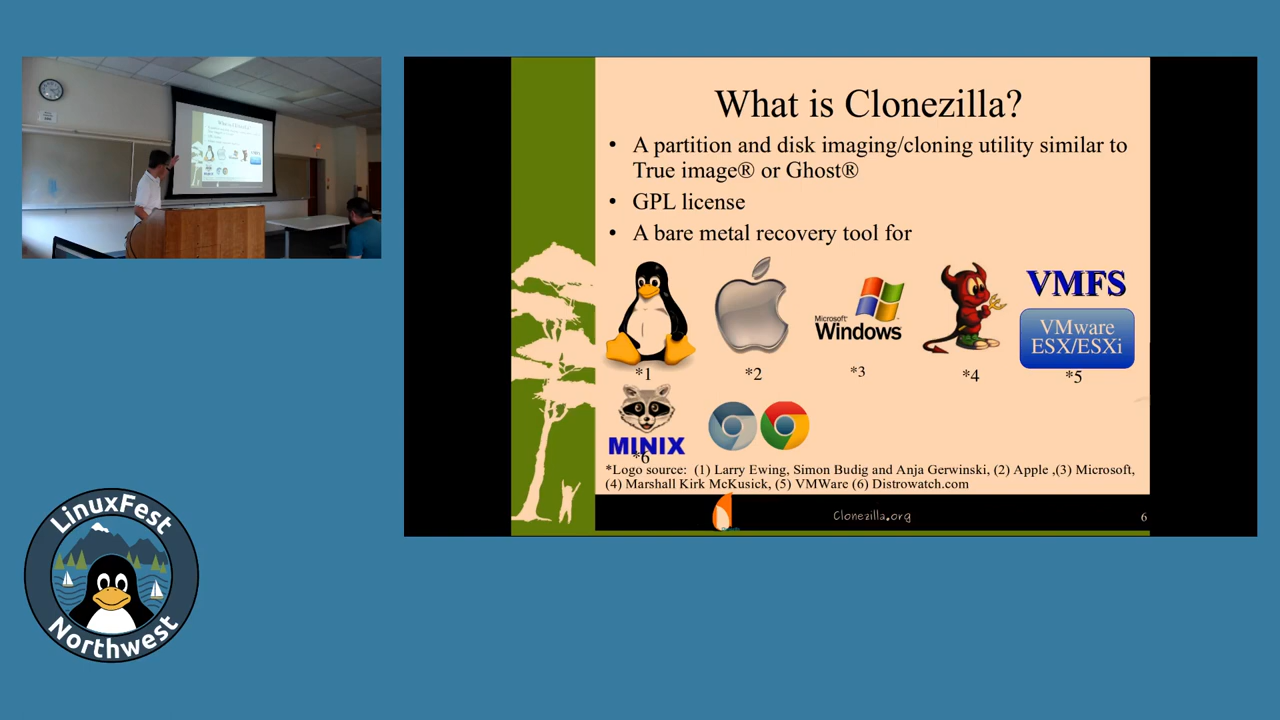 What is Clonezilla?
• A partition and disk imaging/cloning utility similar to
True image® or Ghost®
• GPL license
• A bare metal recovery tool for
VMFS
VMware
ESX/ESXi
Microsoft®
Windows
*1
*2
*3
*4
*5
MINIX
*6
*Logo source: (1) Larry Ewing, Simon Budig and Anja Gerwinski, (2) Apple ,(3) Microsoft,
(4) Marshall Kirk McKusick, (5) VMWare (6) Distrowatch.com
Clonezilla.org
6
LinuxFest
Northwest